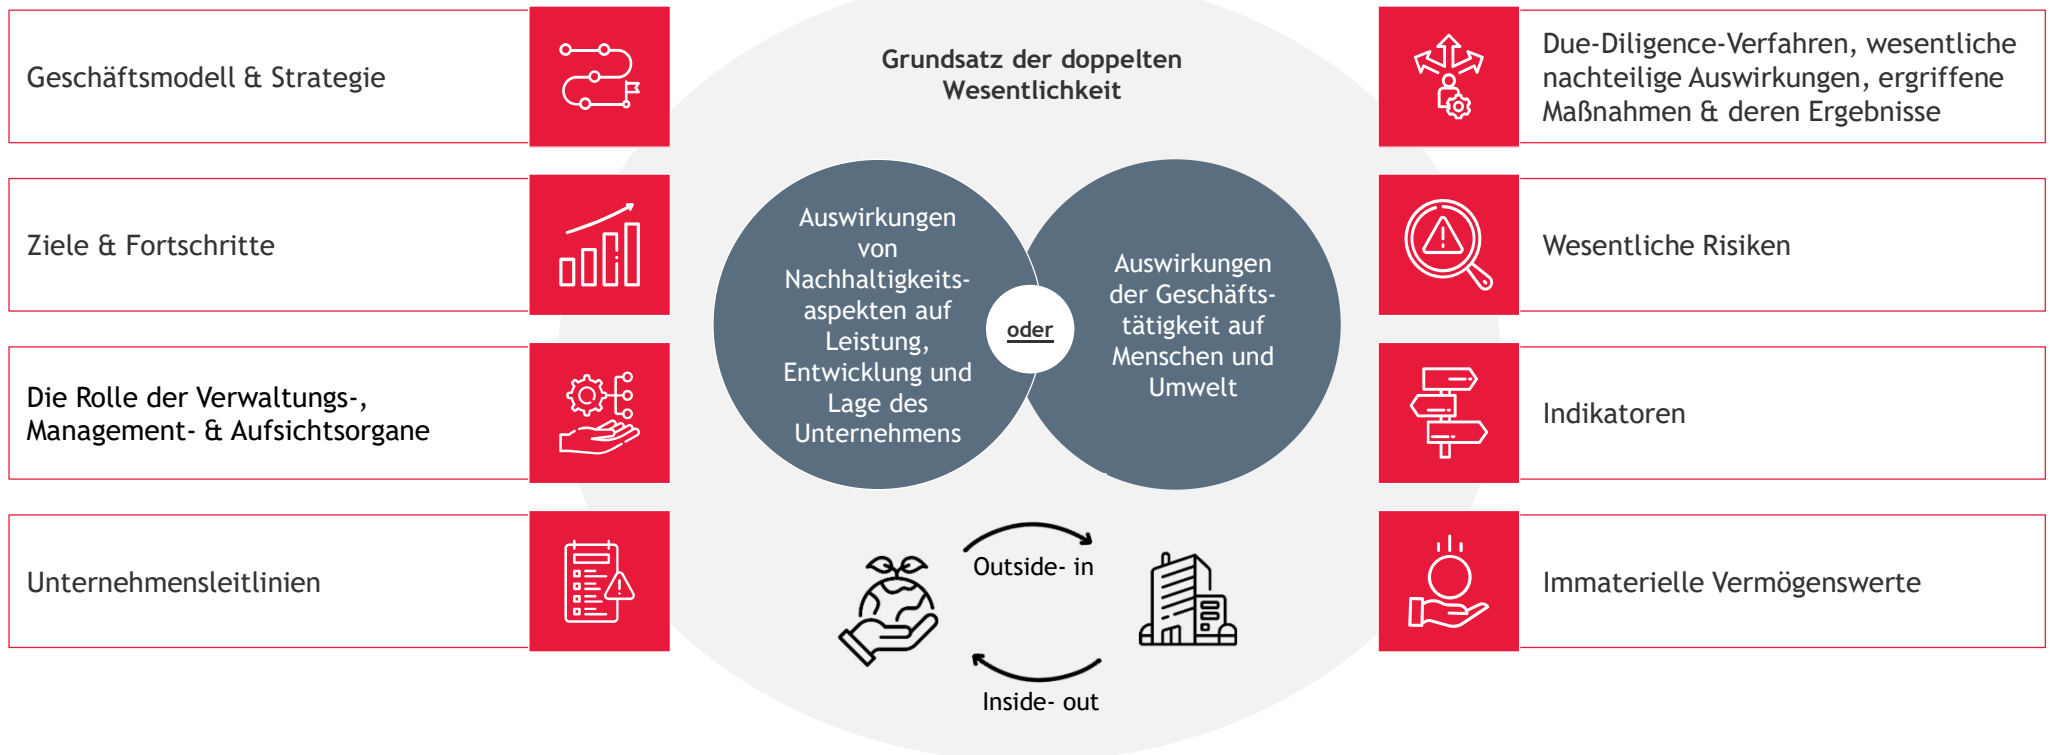 Geschäftsmodell & Strategie
Ziele & Fortschritte
Die Rolle der Verwaltungs-,
Management- & Aufsichtsorgane
Unternehmensleitlinien
Grundsatz der doppelten
Wesentlichkeit
Auswirkungen
von
Nachhaltigkeits-
aspekten auf
Leistung,
Entwicklung und
Lage des
Unternehmens
oder
Auswirkungen
der Geschäfts-
tätigkeit auf
Menschen und
Umwelt
Outside- in
Inside- out
Due-Diligence-Verfahren, wesentliche
nachteilige Auswirkungen, ergriffene
Maßnahmen & deren Ergebnisse
Wesentliche Risiken
Indikatoren
Immaterielle Vermögenswerte